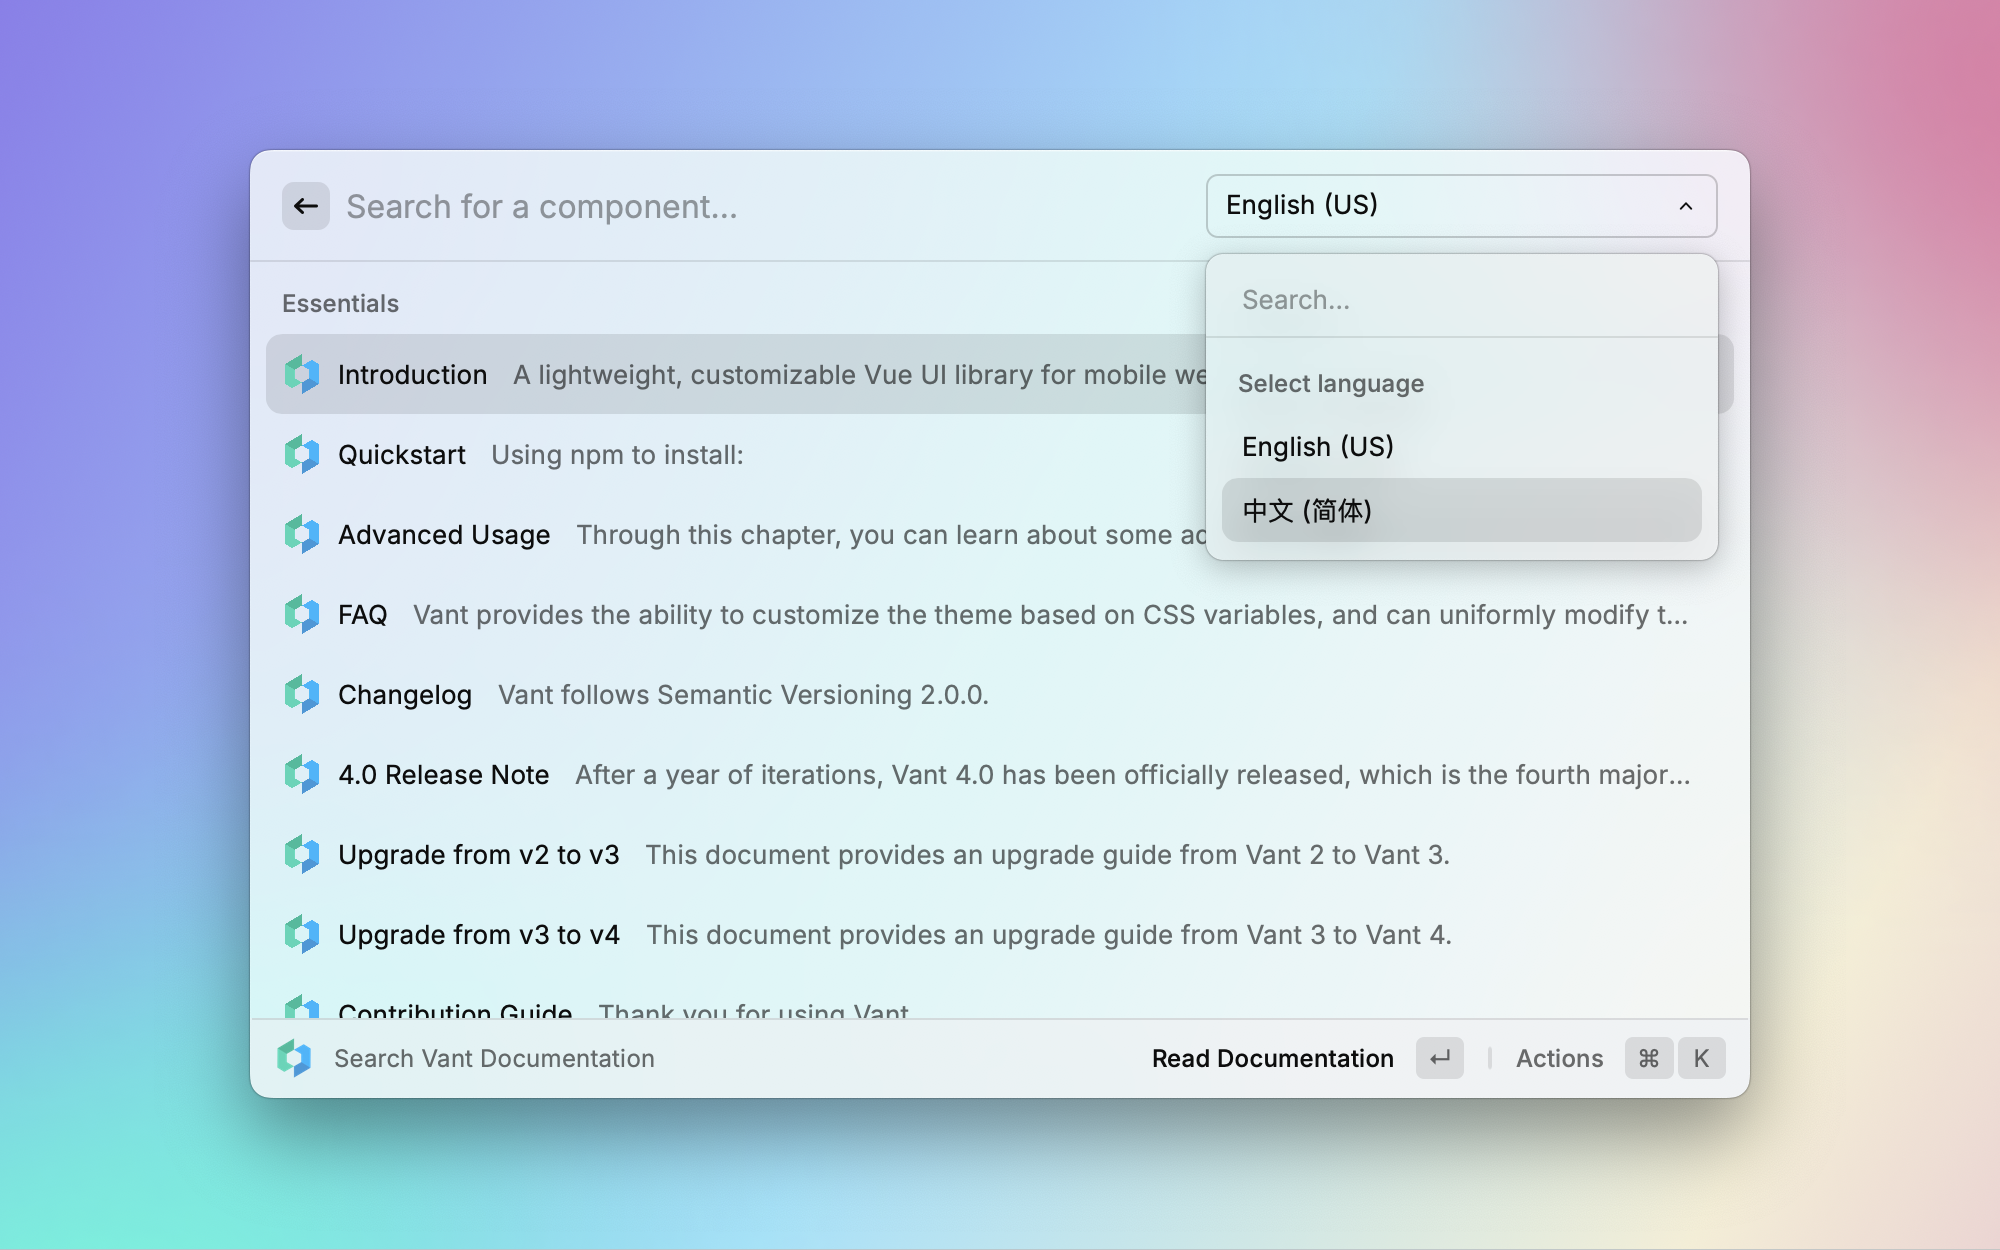 Search for a component...
English (US)
Search...
Select language
English (US)
中文 (简体)
Essentials
Introduction A lightweight, customizable Vue UI library for mobile we
Quickstart Using npm to install:
Advanced Usage Through this chapter, you can learn about some ad
FAQ Vant provides the ability to customize the theme based on CSS variables, and can uniformly modify t...
Changelog Vant follows Semantic Versioning 2.0.0.
4.0 Release Note After a year of iterations, Vant 4.0 has been officially released, which is the fourth major...
Upgrade from v2 to v3 This document provides an upgrade guide from Vant 2 to Vant 3.
Upgrade from v3 to v4 This document provides an upgrade guide from Vant 3 to Vant 4.
Contribution Guide Thank you for using Vant
Search Vant Documentation
Read Documentation ↵ Actions ⌘ K